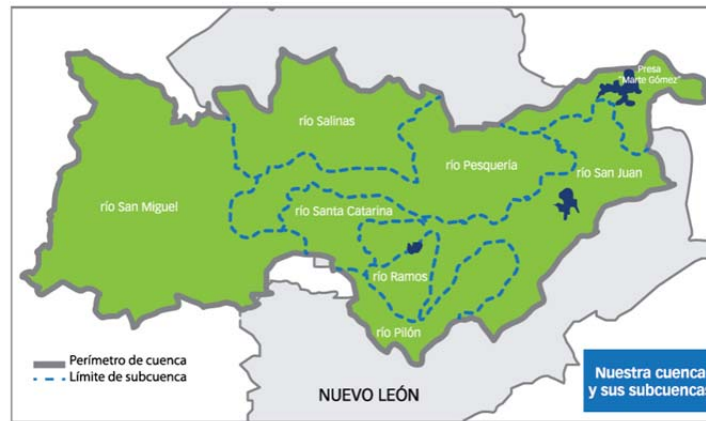 Presa
"Marte Gómez"
río Salinas
río Pesquería
río San Juan
río San Miguel
río Santa Catarina
río Ramos
río Pilón
Perímetro de cuenca
Límite de subcuenca
NUEVO LEÓN
Nuestra cuenca
y sus subcuencas